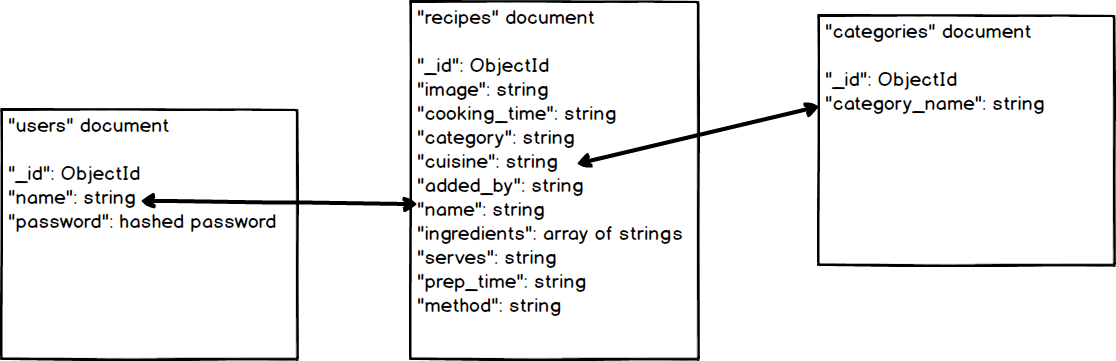 "users" document
"_id": ObjectId
"name": string
"password": hashed password
"recipes" document
"_id": ObjectId
"image": string
"cooking_time": string
"category": string
"cuisine": string
"added_by": string
"name": string
"ingredients": array of strings
"serves": string
"prep_time": string
"method": string
"categories" document
"_id": ObjectId
"category_name": string